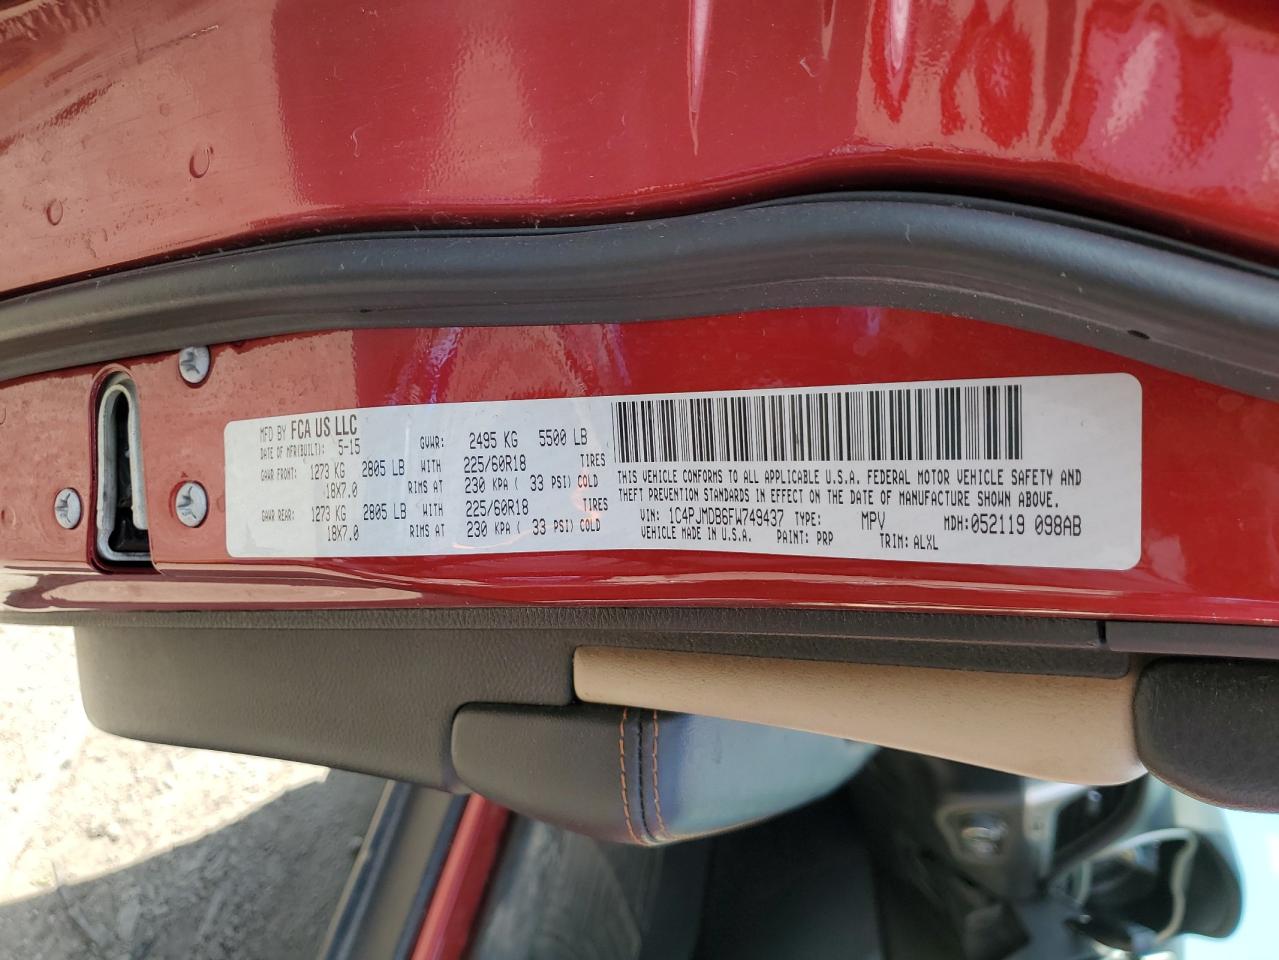 MFD BY FCA US LLC
DATE OF MFR(BUILT): 5-15 GVWR: 2495 KG 5500 LB
GAWR FRONT: 1273 KG 2805 LB WITH 225/60R18 TIRES
18X7.0 RIMS AT 230 KPA ( 33 PSI) COLD
GAWR REAR: 1273 KG 2805 LB WITH 225/60R18 TIRES
18X7.0 RIMS AT 230 KPA ( 33 PSI) COLD
THIS VEHICLE CONFORMS TO ALL APPLICABLE U.S.A. FEDERAL MOTOR VEHICLE SAFETY AND
THEFT PREVENTION STANDARDS IN EFFECT ON THE DATE OF MANUFACTURE SHOWN ABOVE.
VIN: 1C4PJMDB6FW749437 TYPE: MPV MDH: 052119 098AB
VEHICLE MADE IN U.S.A. PAINT: PRP TRIM: ALXL